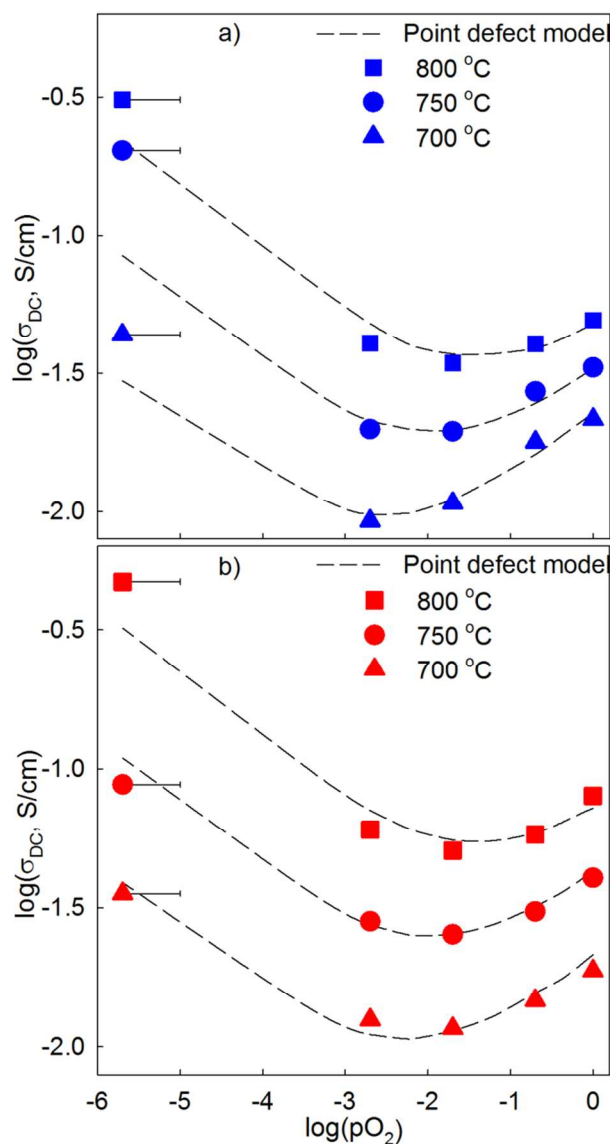 a) Point defect model
800 °C
750 °C
700 °C
-0.5
-1.0
-1.5
-2.0
log(σDC, S/cm)
b) Point defect model
800 °C
750 °C
700 °C
-0.5
-1.0
-1.5
-2.0
log(σDC, S/cm)
-6 -5 -4 -3 -2 -1 0
log(pO2)